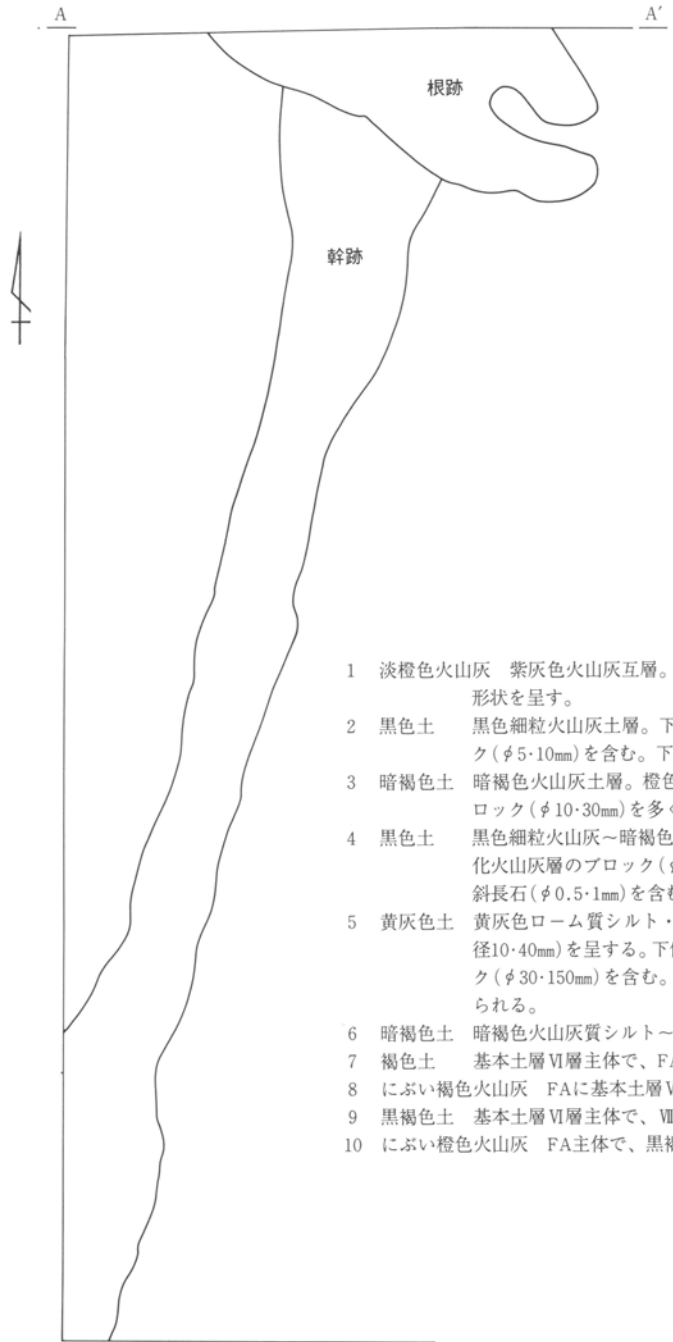 A A′
根跡
幹跡
1 淡橙色火山灰 紫灰色火山灰互層。
形状を呈す。
2 黒色土 黒色細粒火山灰土層。下
ク(φ5·10mm)を含む。下
3 暗褐色土 暗褐色火山灰土層。橙色
ロック(φ10·30mm)を多く
4 黒色土 黒色細粒火山灰～暗褐色
化火山灰層のブロック(φ
斜長石(φ0.5·1mm)を含む
5 黄灰色土 黄灰色ローム質シルト・
径10·40mm)を呈する。下
ク(φ30·150mm)を含む。
られる。
6 暗褐色土 暗褐色火山灰質シルト～
7 褐色土 基本土層Ⅵ層主体で、FA
8 にぶい褐色火山灰 FAに基本土層Ⅴ
9 黒褐色土 基本土層Ⅵ層主体で、Ⅷ
10 にぶい橙色火山灰 FA主体で、黒褐